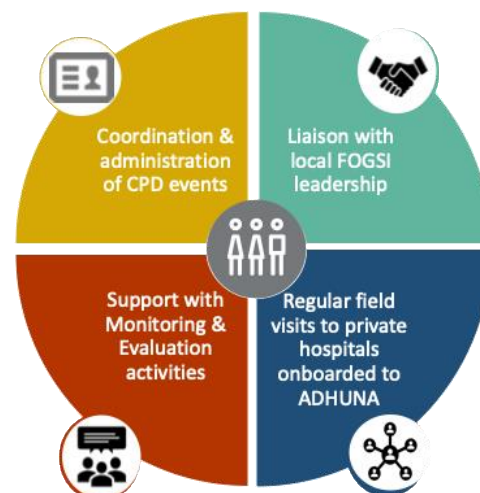 Coordination &
administration
of CPD events
Liaison with
local FOGSI
leadership
Support with
Monitoring &
Evaluation
activities
Regular field
visits to private
hospitals
onboarded to
ADHUNA